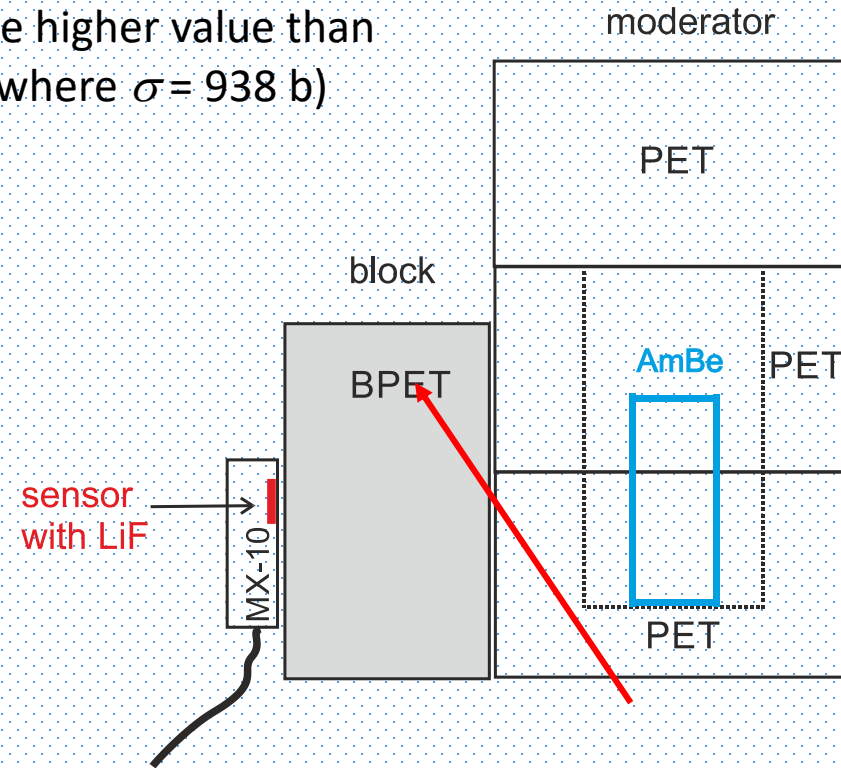 e higher value than
where σ = 938 b)
moderator
PET
block
AmBe
PET
BPET
sensor
with LiF
MX-10
PET